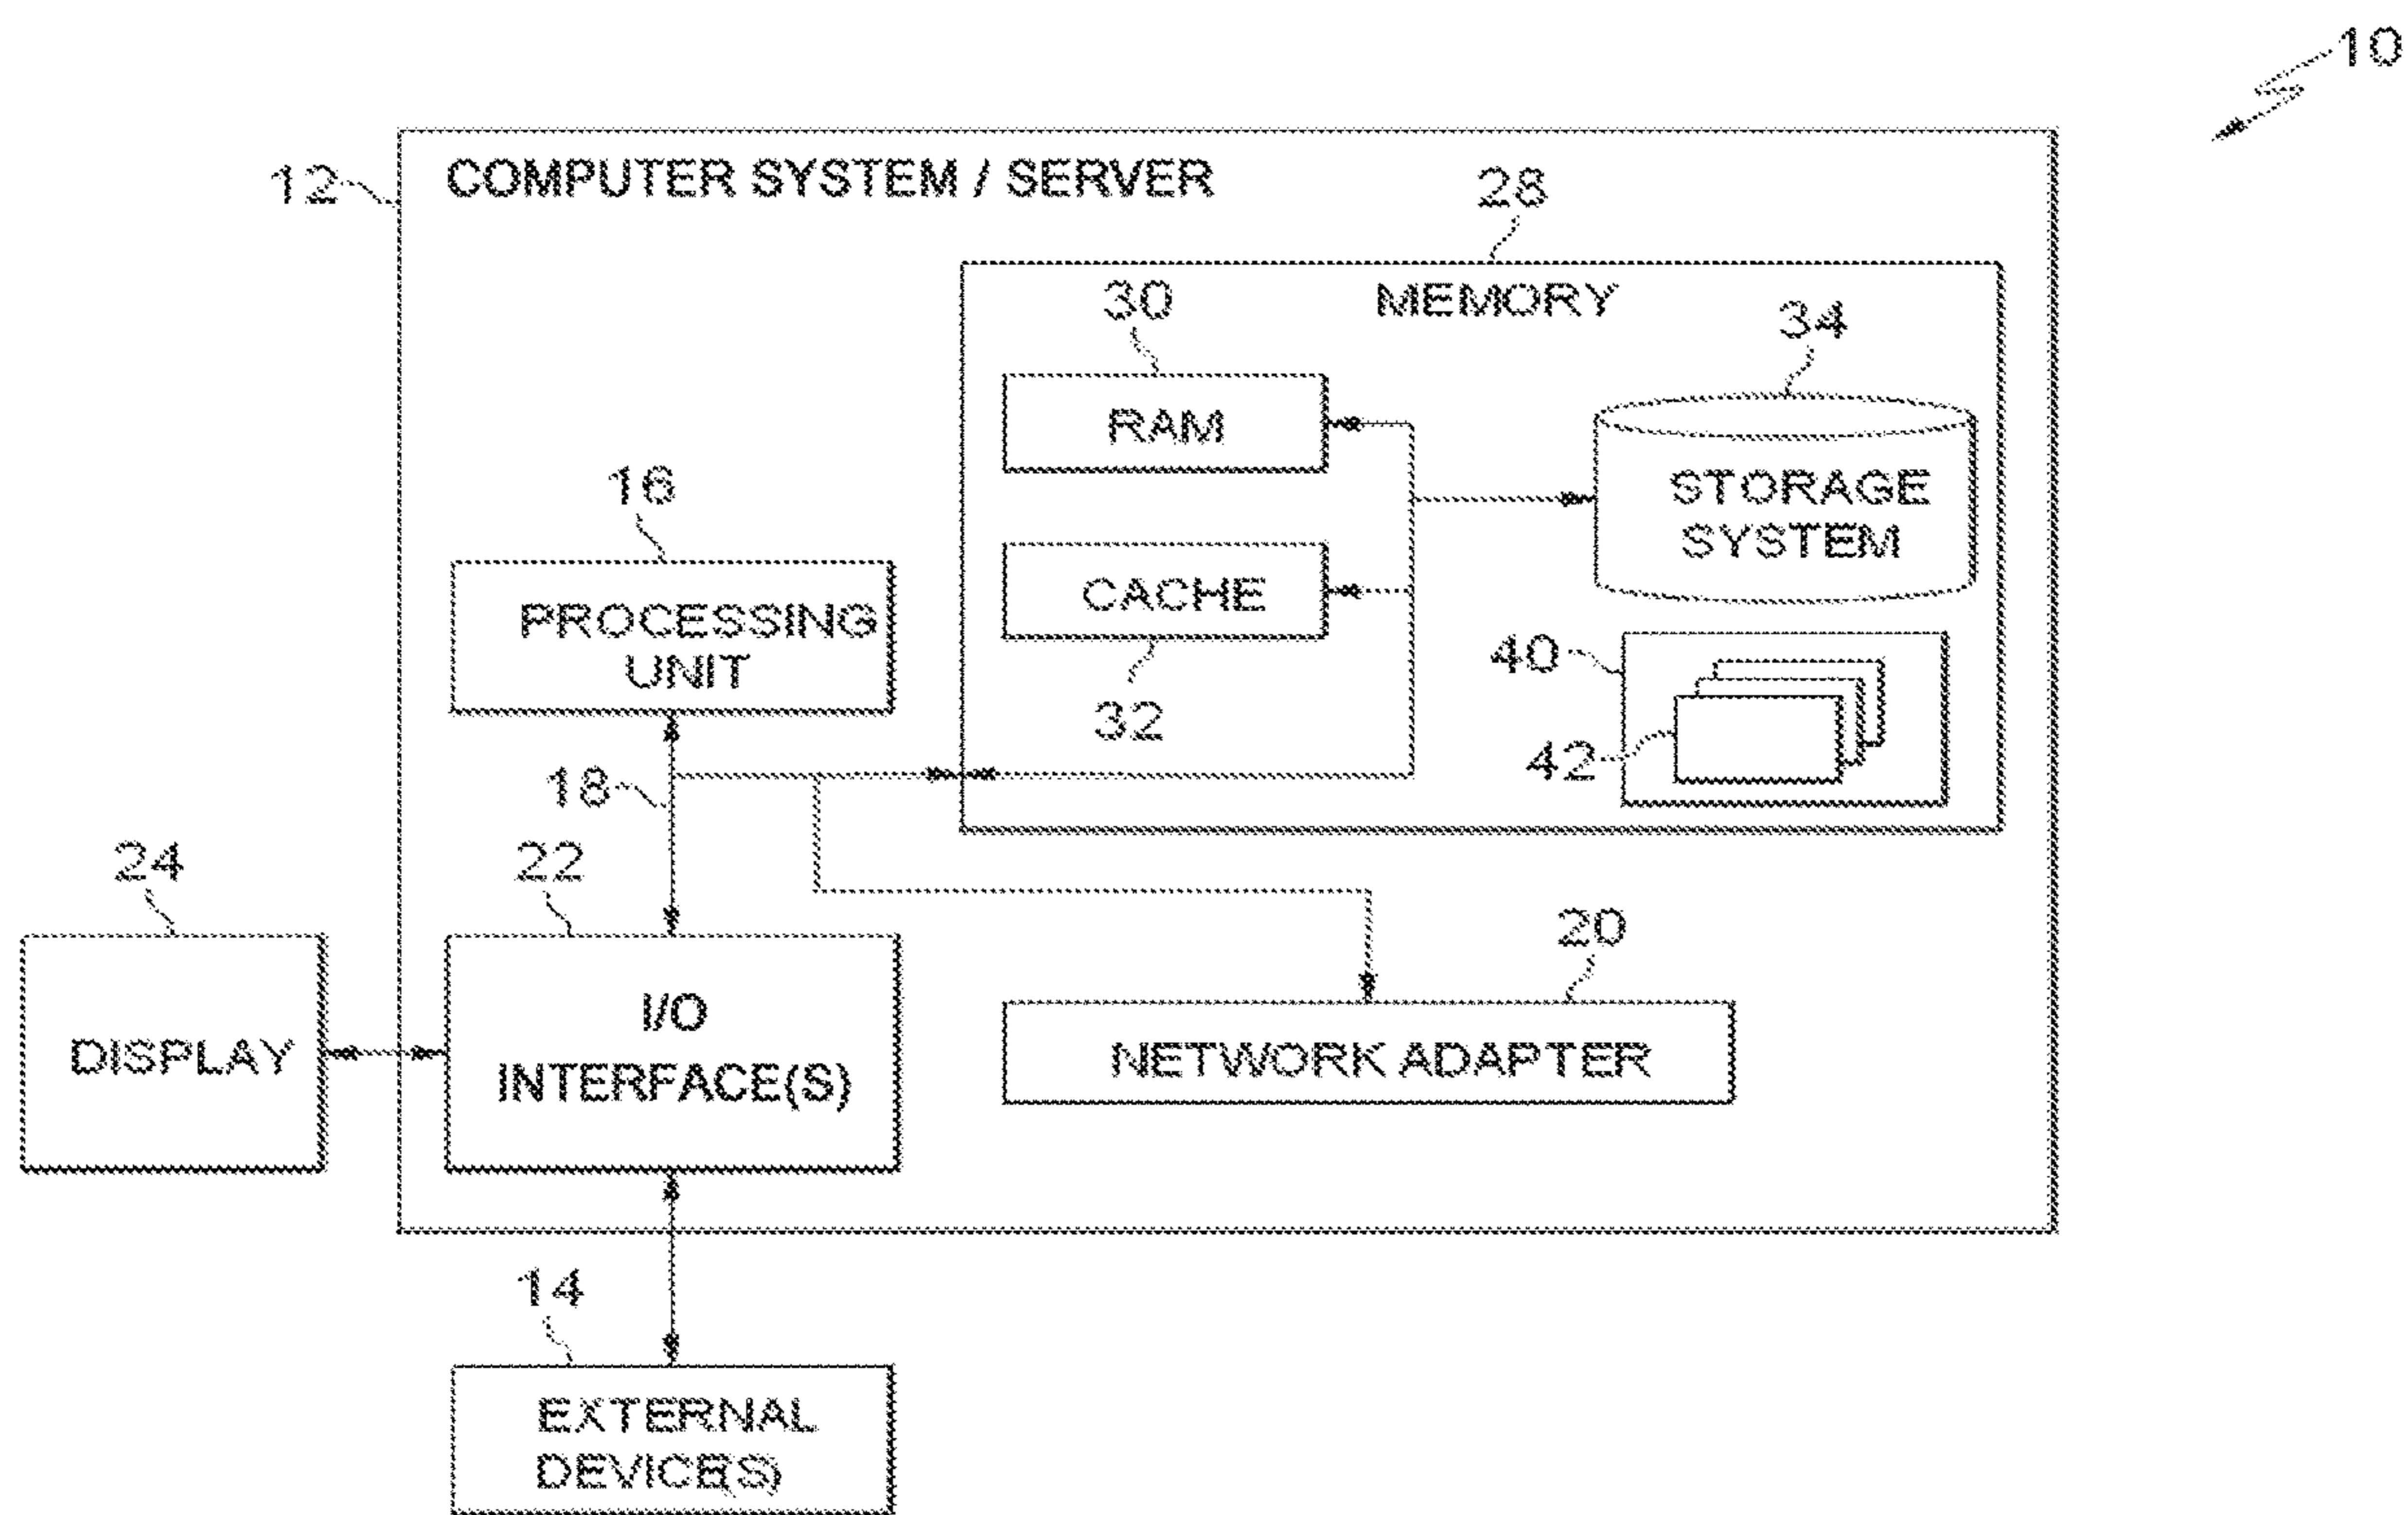 10
12
COMPUTER SYSTEM / SERVER
28
MEMORY
30
34
RAM
STORAGE
SYSTEM
16
CACHE
PROCESSING
UNIT
32
40
42
18
24
22
20
DISPLAY
I/O
INTERFACE(S)
NETWORK ADAPTER
14
EXTERNAL
DEVICE(S)